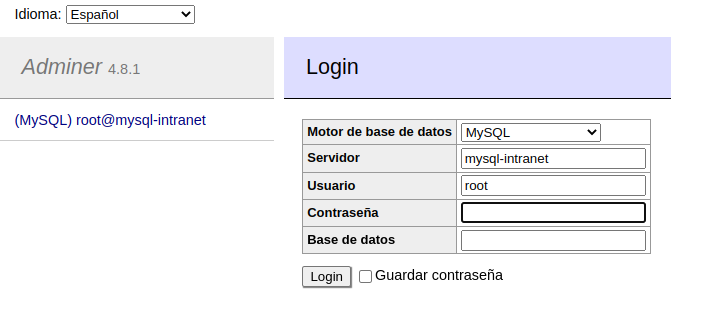 Idioma: Español
Adminer 4.8.1
Login
(MySQL) root@mysql-intranet
Motor de base de datos MySQL
Servidor mysql-intranet
Usuario root
Contraseña
Base de datos
Login Guardar contraseña